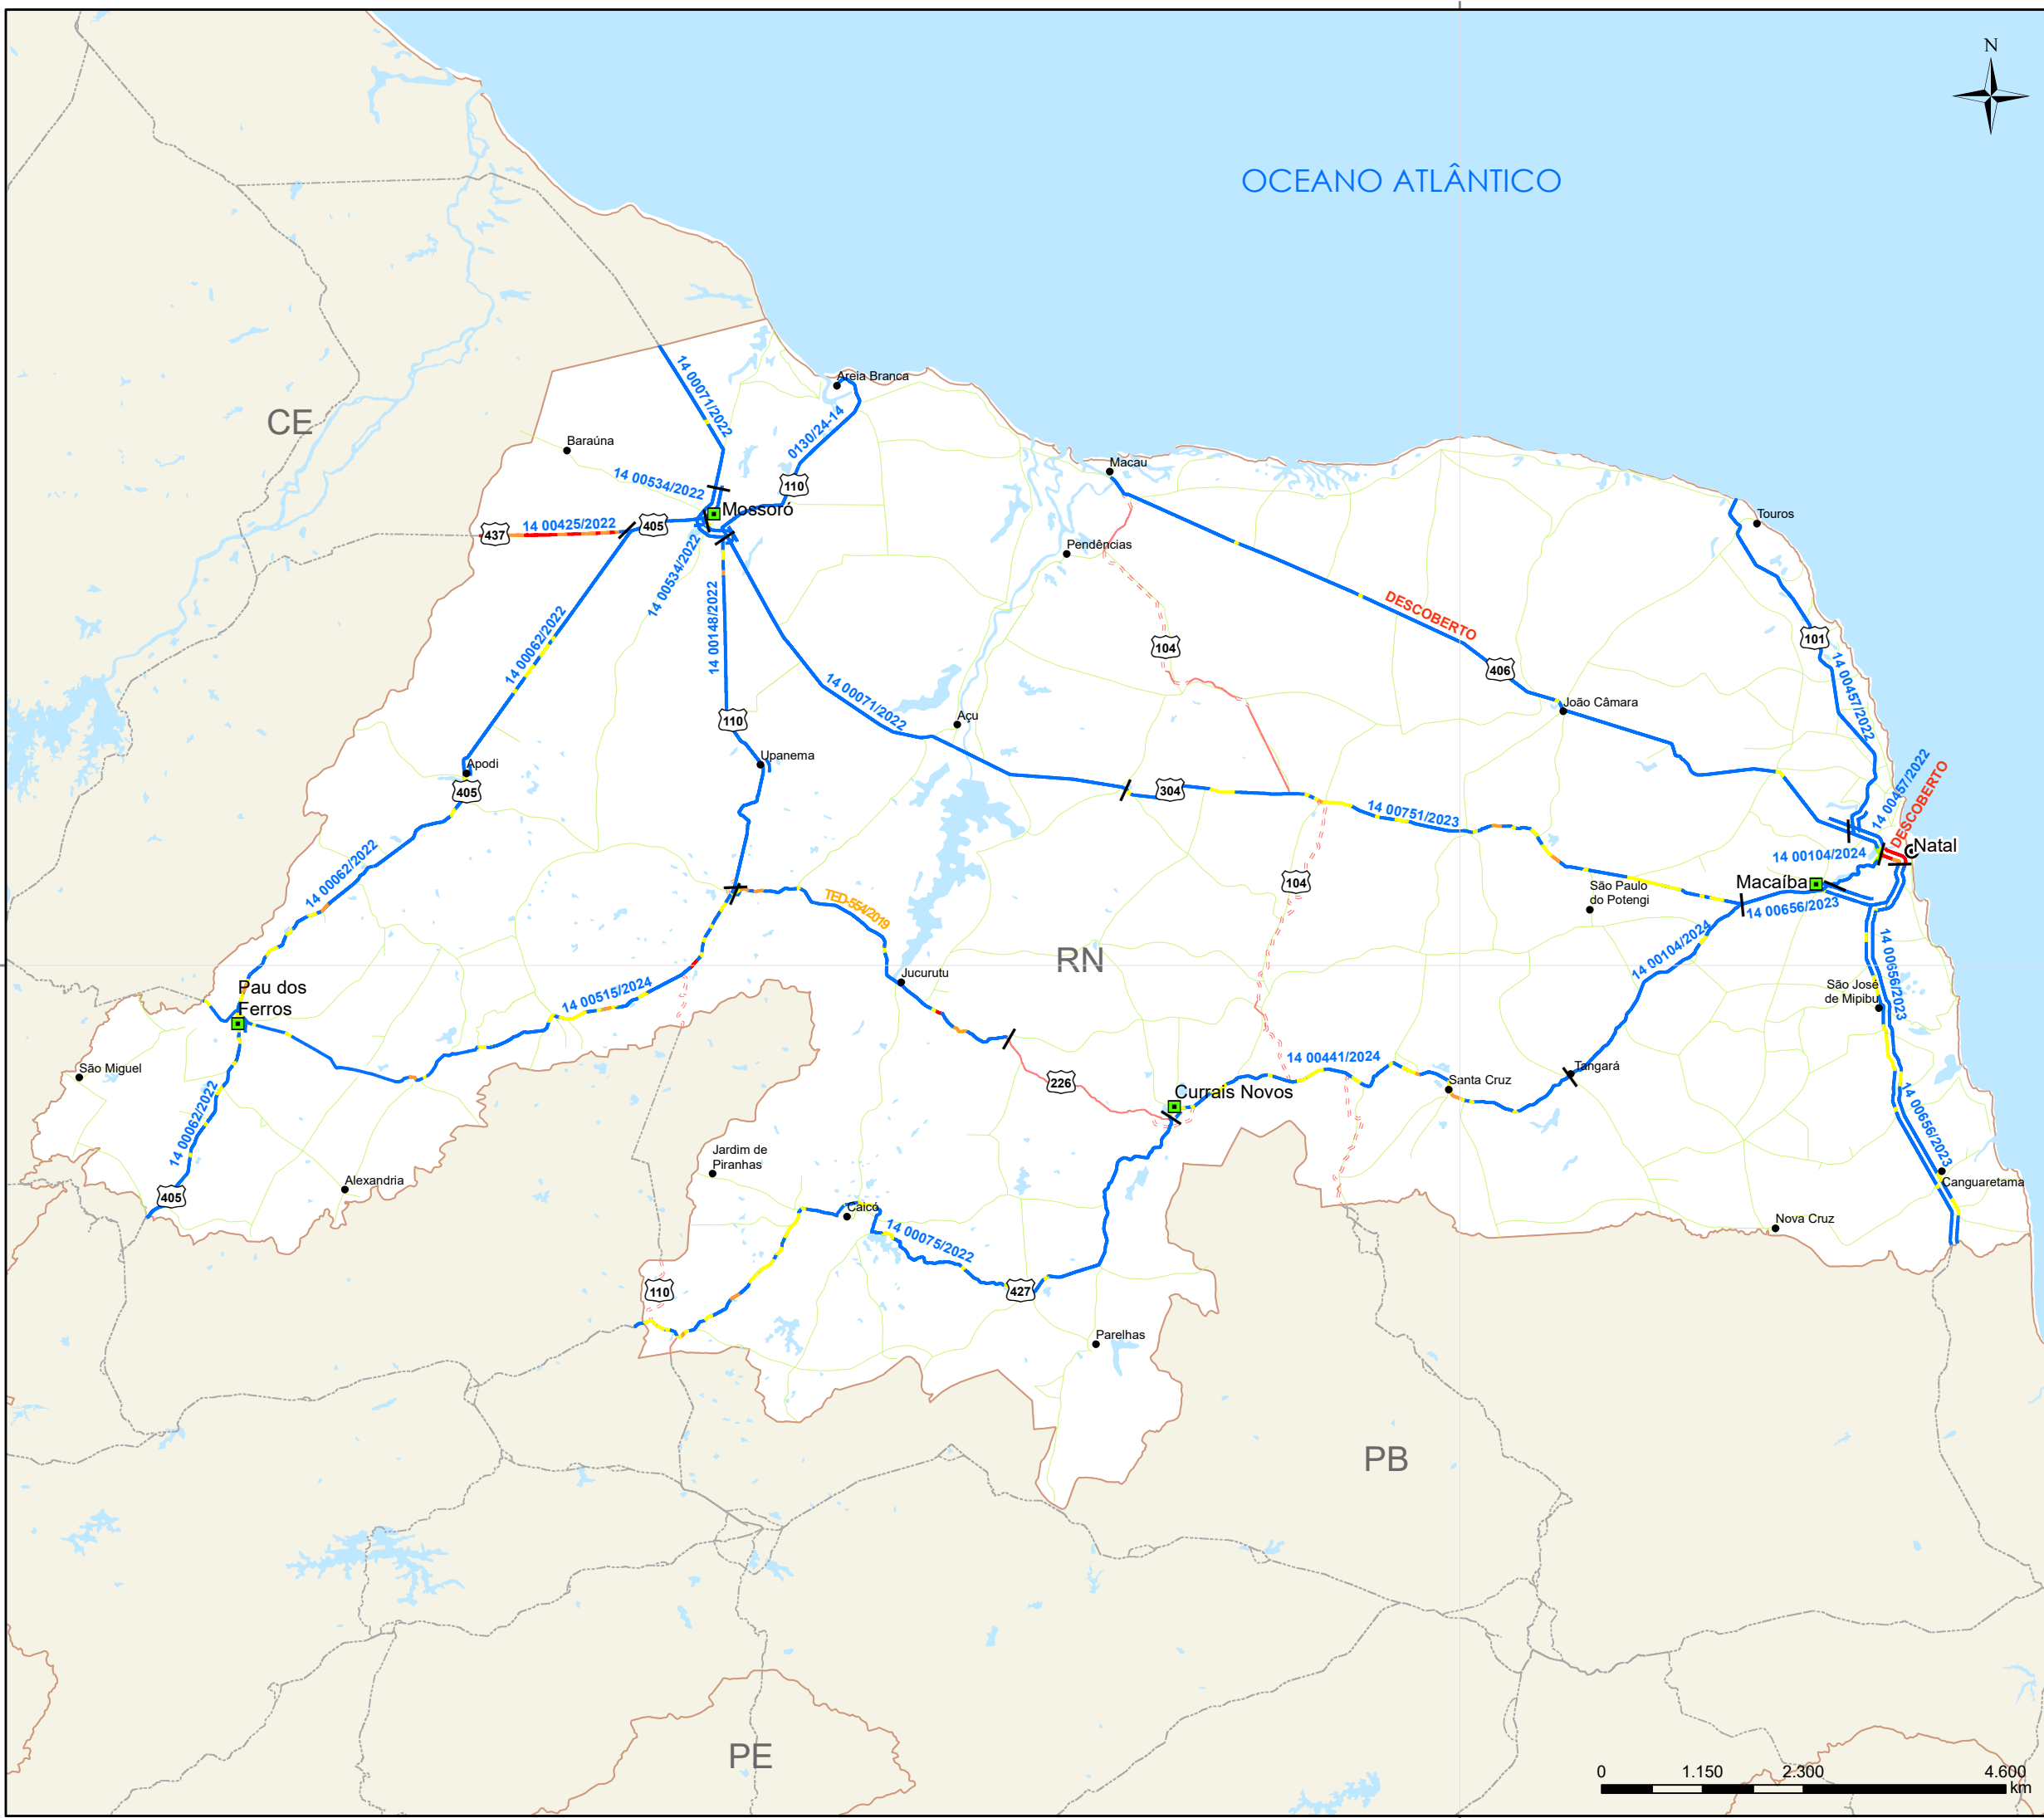 N
OCEANO ATLÂNTICO
CE
14 00071/2022
Areia Branca
0130/24-14
Baraúna
14 00534/2022
110
Macau
Mossoró
14 00425/2022
405
437
Touros
Pendências
14 00534/2022
14 00148/2022
14 00062/2022
DESCOBERTO
104
101
406
14 00457/2022
14 00071/2022
João Câmara
110
Açu
Upanema
Apodi
405
304
14 00751/2023
14 00457/2022
DESCOBERTO
Natal
14 00104/2024
Macaíba
14 00656/2023
14 00062/2022
104
São Paulo
do Potengi
TED-554/2019
RN
14 00104/2024
14 00656/2023
Jucurutu
Pau dos
Ferros
14 00515/2024
São José
de Mipibu
São Miguel
14 00441/2024
226
Currais Novos
Santa Cruz
Tangará
14 00062/2022
14 00656/2023
Jardim de
Piranhas
Alexandria
405
Canguaretama
Caicó
14 00075/2022
Nova Cruz
110
427
Parelhas
PB
PE
0
1.150
2.300
4.600
km